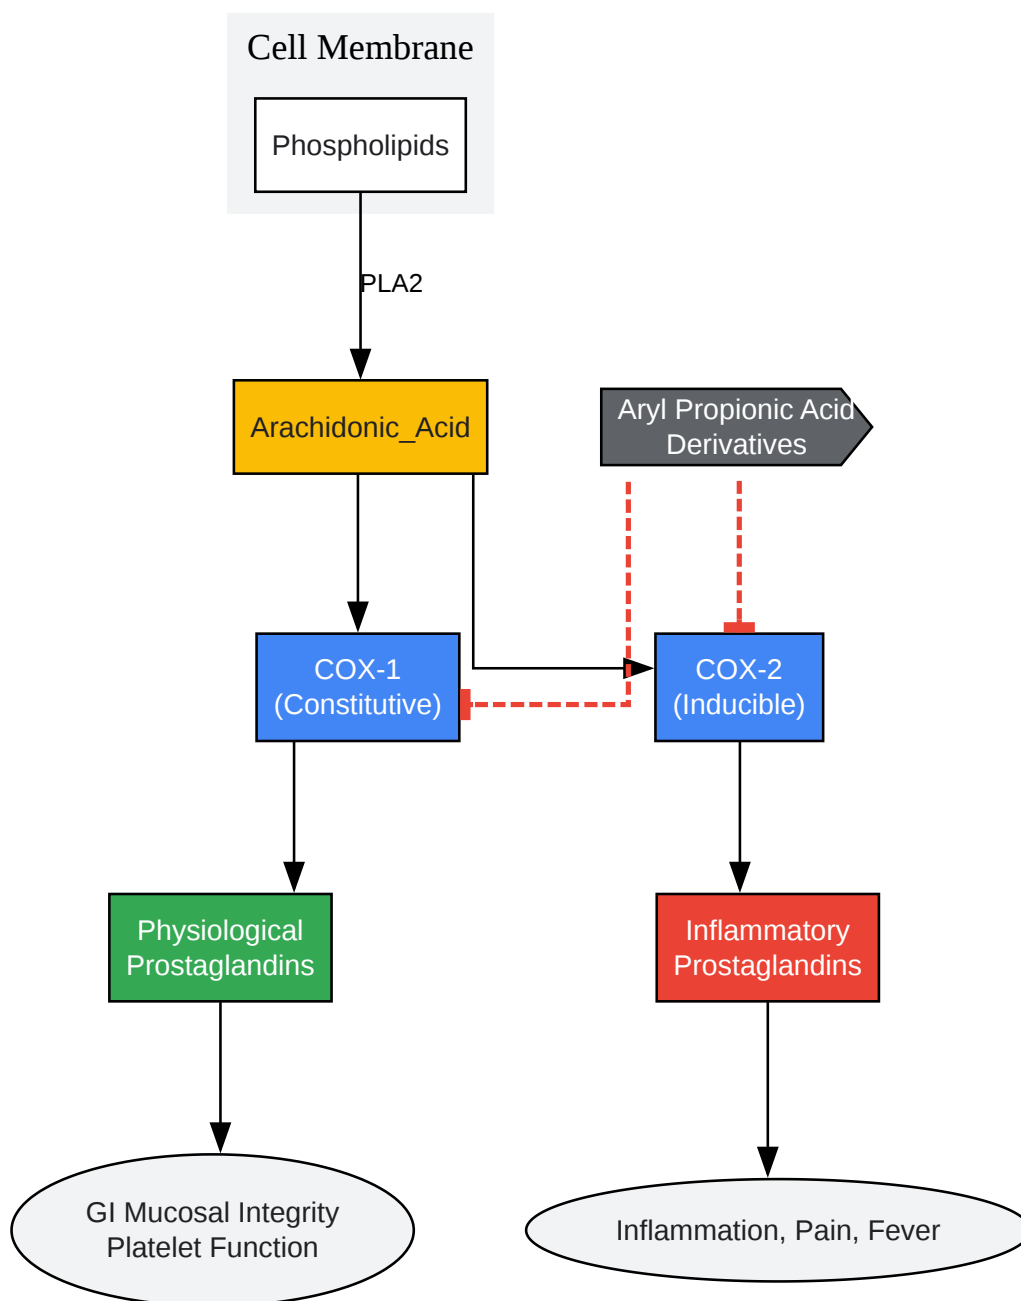 Cell Membrane
Phospholipids
PLA2
Arachidonic_Acid
Aryl Propionic Acid
Derivatives
COX-1
(Constitutive)
COX-2
(Inducible)
Physiological
Prostaglandins
Inflammatory
Prostaglandins
GI Mucosal Integrity
Platelet Function
Inflammation, Pain, Fever